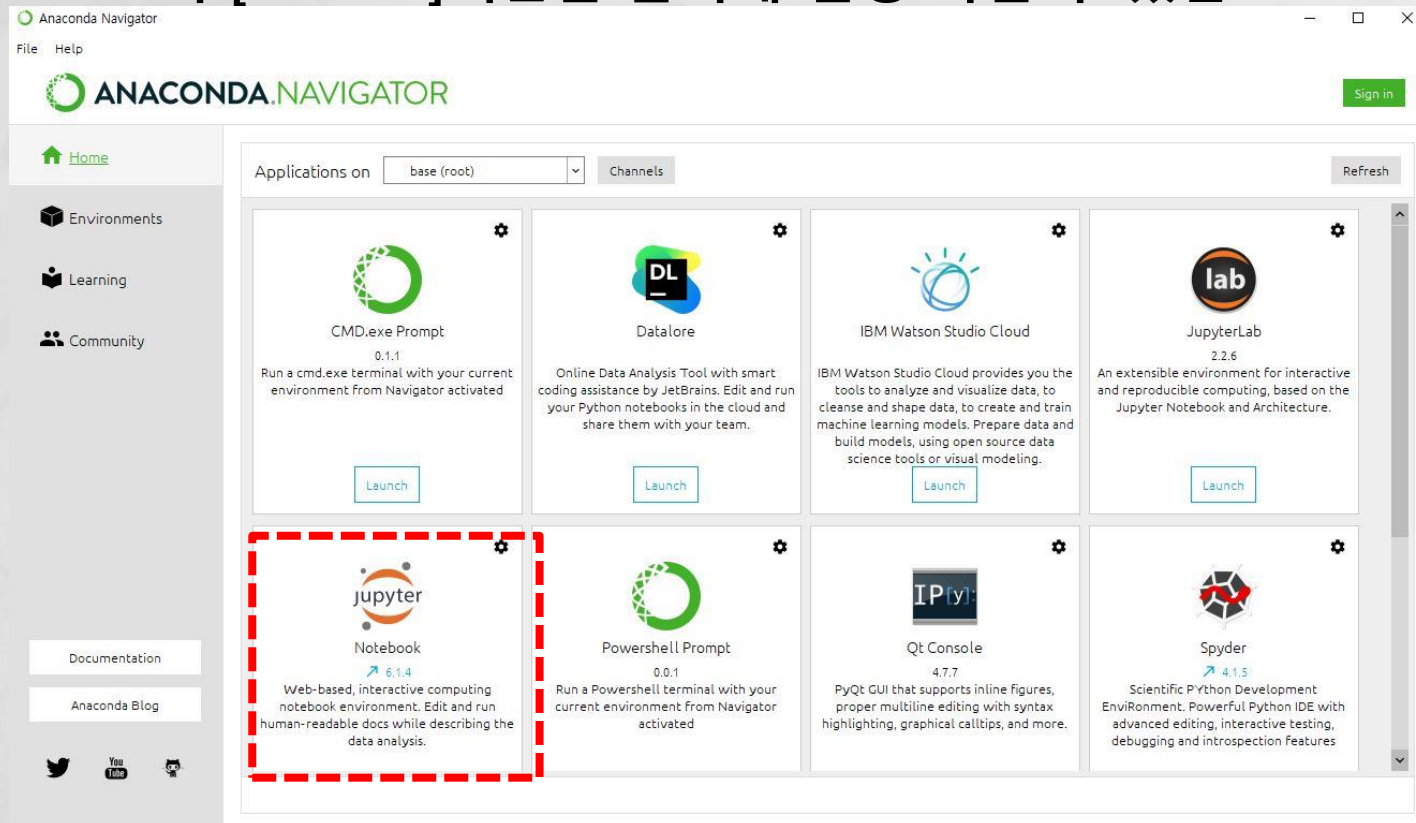 Anaconda Navigator
File Help
ANACONDA.NAVIGATOR
Sign in
Home
Applications on base (root) Channels Refresh
Environments
Learning
Community
CMD.exe Prompt
0.1.1
Run a cmd.exe terminal with your current
environment from Navigator activated
Launch
DL
Datalore
Online Data Analysis Tool with smart
coding assistance by JetBrains. Edit and run
your Python notebooks in the cloud and
share them with your team.
Launch
IBM Watson Studio Cloud
IBM Watson Studio Cloud provides you the
tools to analyze and visualize data, to
cleanse and shape data, to create and train
machine learning models. Prepare data and
build models, using open source data
science tools or visual modeling.
Launch
lab
JupyterLab
2.2.6
An extensible environment for interactive
and reproducible computing, based on the
Jupyter Notebook and Architecture.
Launch
jupyter
Notebook
6.1.4
Web-based, interactive computing
notebook environment. Edit and run
human-readable docs while describing the
data analysis.
Powershell Prompt
0.0.1
Run a Powershell terminal with your
current environment from Navigator
activated
IP[y]:
Qt Console
4.7.7
PyQt GUI that supports inline figures,
proper multiline editing with syntax
highlighting, graphical calltips, and more.
Spyder
4.1.5
Scientific PYthon Development
EnviRonment. Powerful Python IDE with
advanced editing, interactive testing,
debugging and introspection features
Documentation
Anaconda Blog
You
Tube